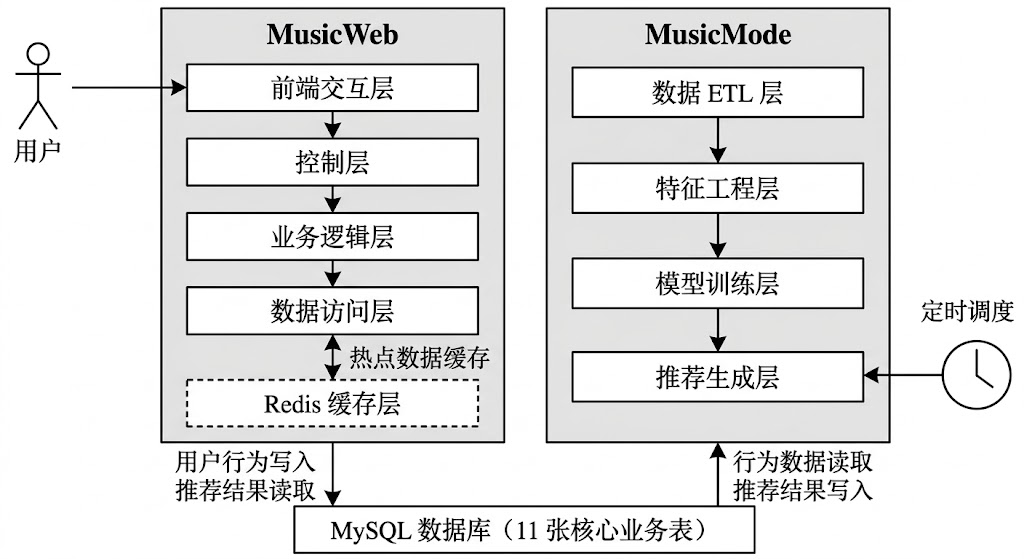 MusicWeb
前端交互层
控制层
业务逻辑层
数据访问层
热点数据缓存
Redis 缓存层
用户
MusicMode
数据 ETL 层
特征工程层
模型训练层
推荐生成层
定时调度
用户行为写入
推荐结果读取
行为数据读取
推荐结果写入
MySQL 数据库（11 张核心业务表）